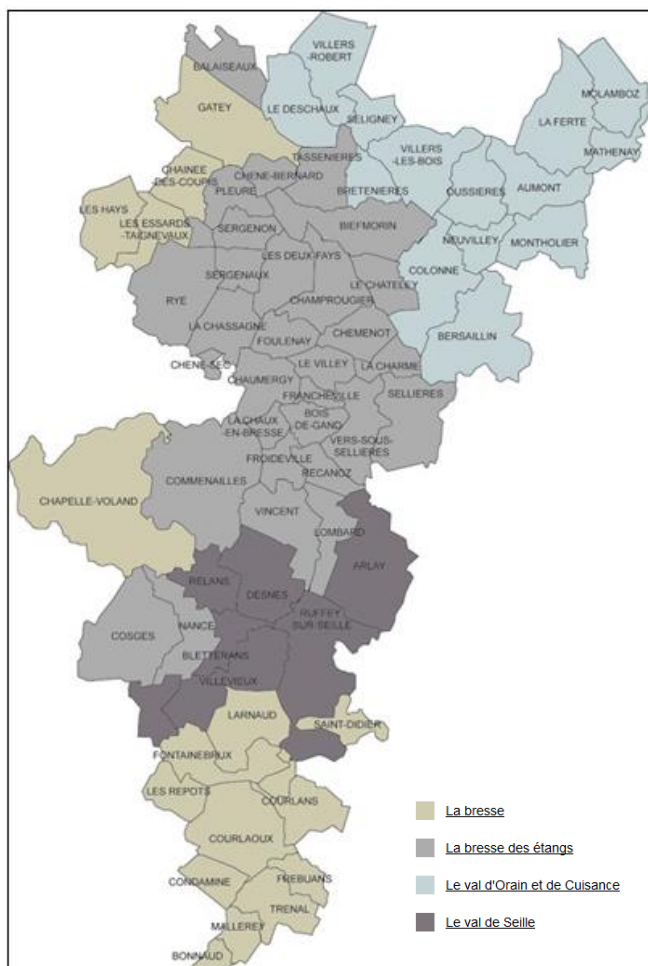 VILLERS
-ROBERT
BALAISEAUX
MOLAMBOZ
GATEY
LE DESCHAUX
SELIGNEY
LA FERTE
TASSENIERES
VILLERS
-LES-BOIS
MATHENAY
CHAINEE
-DES-COUPIS
CHENE-BERNARD
PLEURE
BRETENIERES
OUSSIERES
AUMONT
LES HAYS
LES ESSARDS
-TAIGNEVAUX
SERGENON
BIEFMORIN
NEUVILLEY
MONTHOLIER
LES DEUX-FAYS
SERGENAUX
COLONNE
LE CHATELEY
RYE
CHAMPROUGIER
LA CHASSAGNE
CHEMENOT
BERSAILLIN
FOULENAY
CHENE-SEC
LE VILLEY
LA CHARME
CHAUMERGY
FRANCHEVILLE
SELLIERES
LA CHAUX
-EN-BRESSE
BOIS
DE-GAND
VERS-SOUS-
SELLIERES
FROIDEVILLE
RECANOZ
COMMENAILLES
CHAPELLE-VOLAND
VINCENT
LOMBARD
ARLAY
RELANS
DESNES
RUFFEY
SUR-SEILLE
NANCE
COSGES
BLETTERANS
VILLEVIEUX
LARNAUD
SAINT-DIDIER
FONTAINEBRUX
LES REPOTS
COURLANS
La bresse
COURLAOUX
La bresse des étangs
FREBUANS
CONDAMINE
Le val d'Orain et de Cuisance
TRENAL
MALLEREY
Le val de Seille
BONNAUD